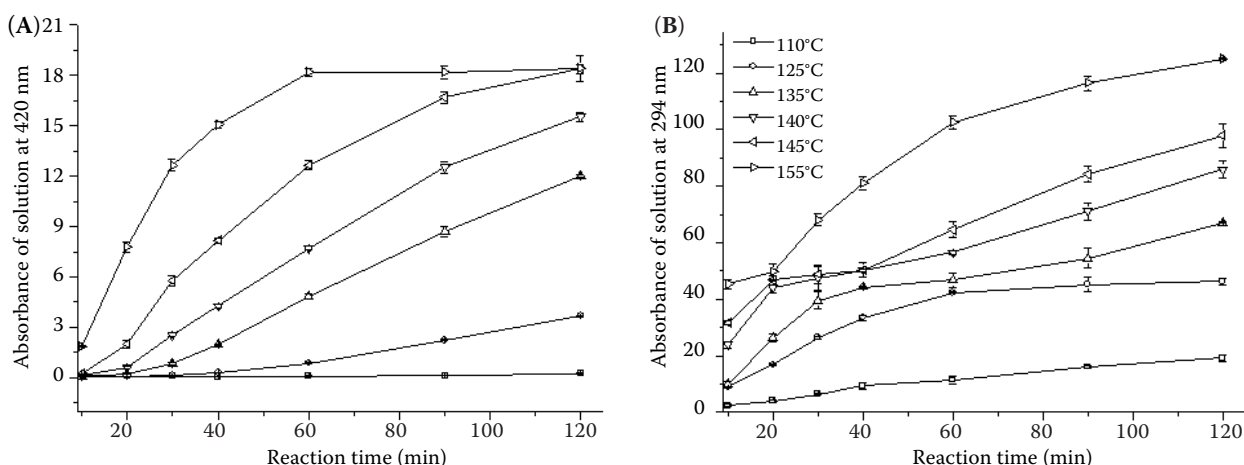 (A)
Absorbance of solution at 420 nm
21
18
15
12
9
6
3
0
20 40 60 80 100 120
Reaction time (min)
(B)
Absorbance of solution at 294 nm
120
100
80
60
40
20
0
110°C
125°C
135°C
140°C
145°C
155°C
20 40 60 80 100 120
Reaction time (min)